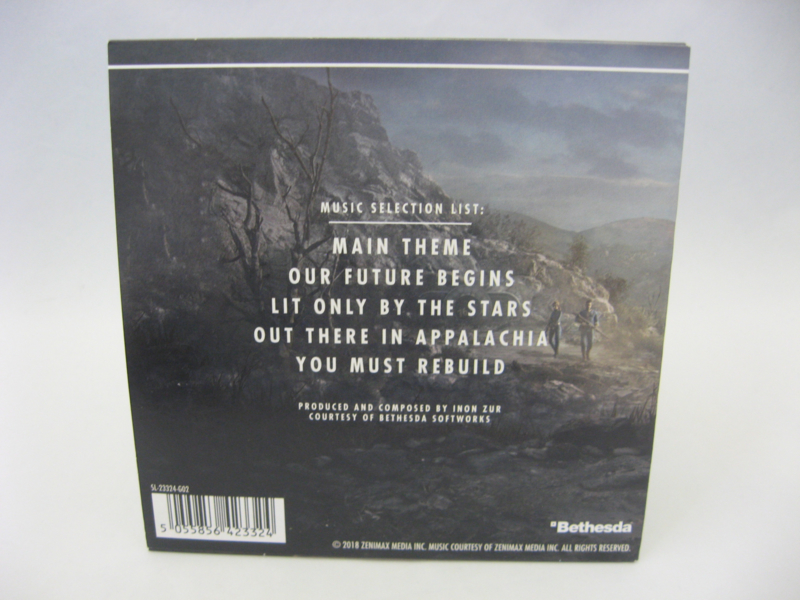 MUSIC SELECTION LIST:
MAIN THEME
OUR FUTURE BEGINS
LIT ONLY BY THE STARS
OUT THERE IN APPALACHIA
YOU MUST REBUILD
PRODUCED AND COMPOSED BY INON ZUR
COURTESY OF BETHESDA SOFTWORKS
SL-23324-G02
5 055856 423324
Bethesda
© 2018 ZENIMAX MEDIA INC. MUSIC COURTESY OF ZENIMAX MEDIA INC. ALL RIGHTS RESERVED.